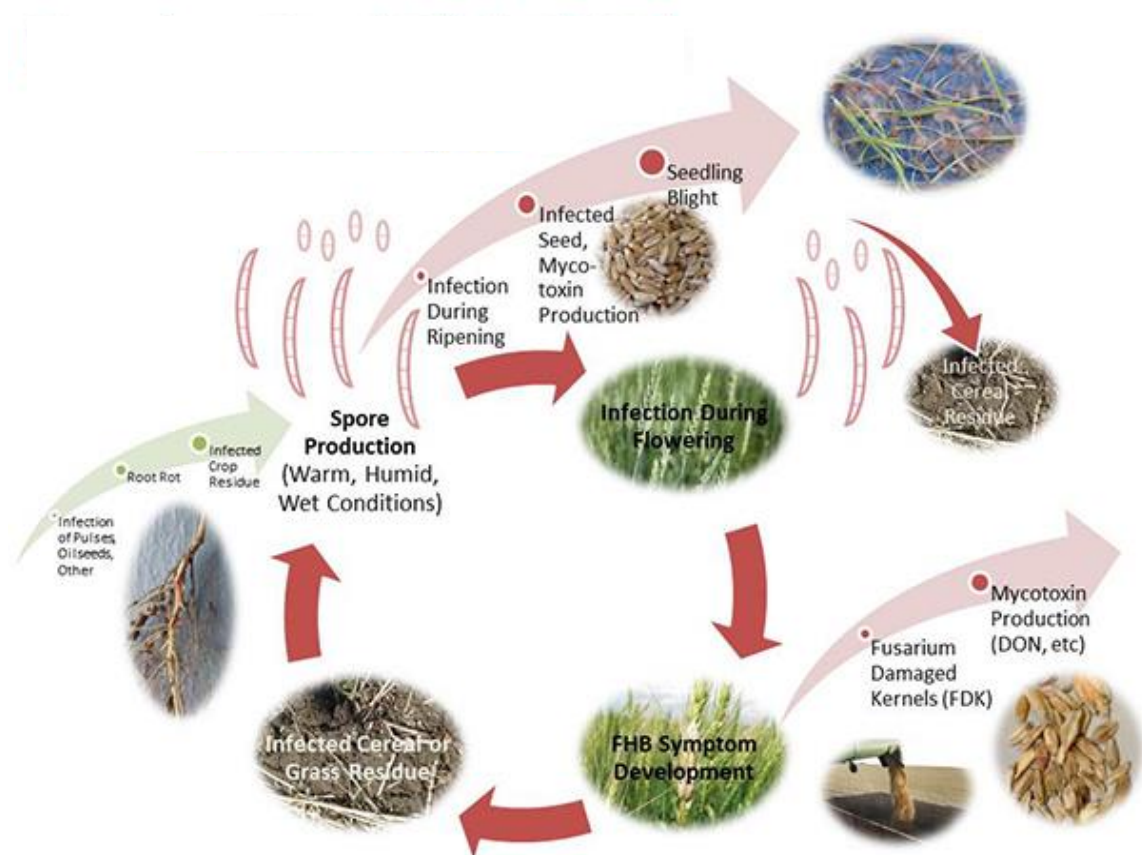 Seedling
Blight
Infected
Seed,
Myco-
toxin
Production
Infection
During
Ripening
Infected
Cereal
Residue
Infection During
Flowering
Spore
Production
(Warm, Humid,
Wet Conditions)
Infected
Crop
Residue
Root Rot
Infection
of Pulses,
Oilseeds,
Other
Mycotoxin
Production
(DON, etc)
Fusarium
Damaged
Kernels (FDK)
FHB Symptom
Development
Infected Cereal or
Grass Residue